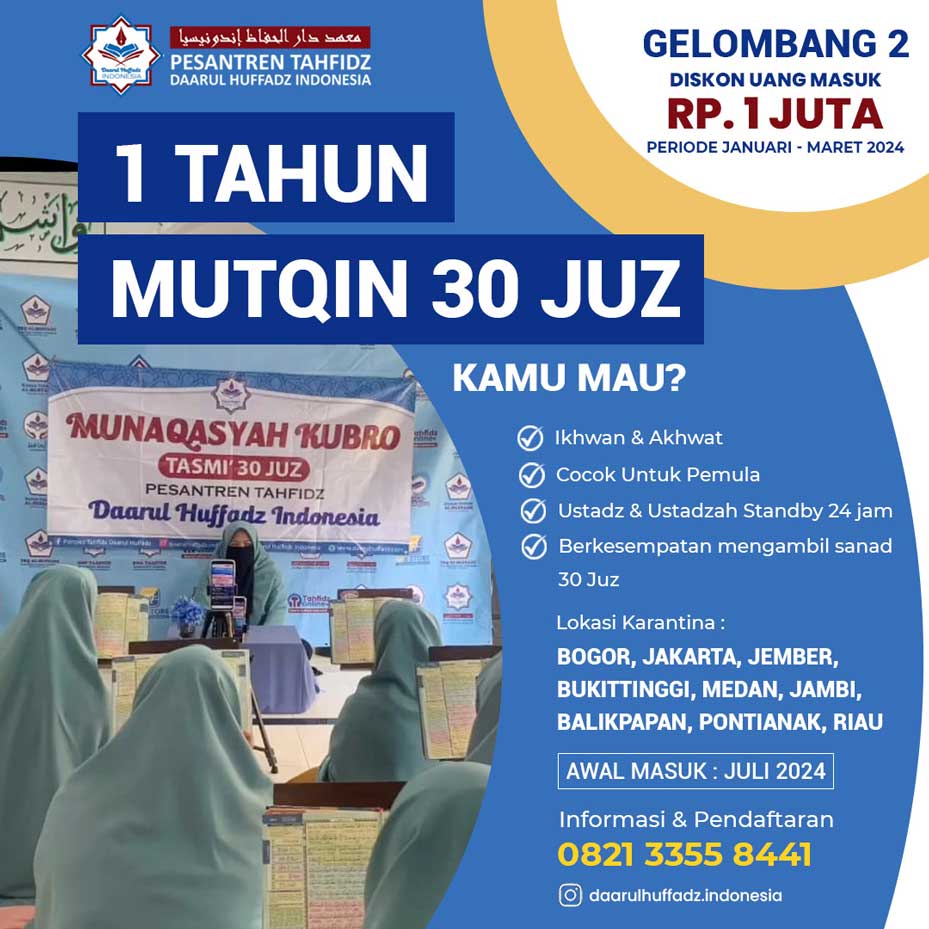 معهد دار الحفاظ إندونيسيا
PESANTREN TAHFIDZ
DAARUL HUFFADZ INDONESIA
Daarul Huffadz
INDONESIA
GELOMBANG 2
DISKON UANG MASUK
RP. 1 JUTA
PERIODE JANUARI - MARET 2024
1 TAHUN
MUTQIN 30 JUZ
KAMU MAU?
Ikhwan & Akhwat
Cocok Untuk Pemula
Ustadz & Ustadzah Standby 24 jam
Berkesempatan mengambil sanad
30 Juz
Lokasi Karantina :
BOGOR, JAKARTA, JEMBER,
BUKITTINGGI, MEDAN, JAMBI,
BALIKPAPAN, PONTIANAK, RIAU
AWAL MASUK : JULI 2024
Informasi & Pendaftaran
0821 3355 8441
daarulhuffadz.indonesia
MUNAQASYAH KUBRO
TASMI' 30 JUZ
PESANTREN TAHFIDZ
Daarul Huffadz Indonesia